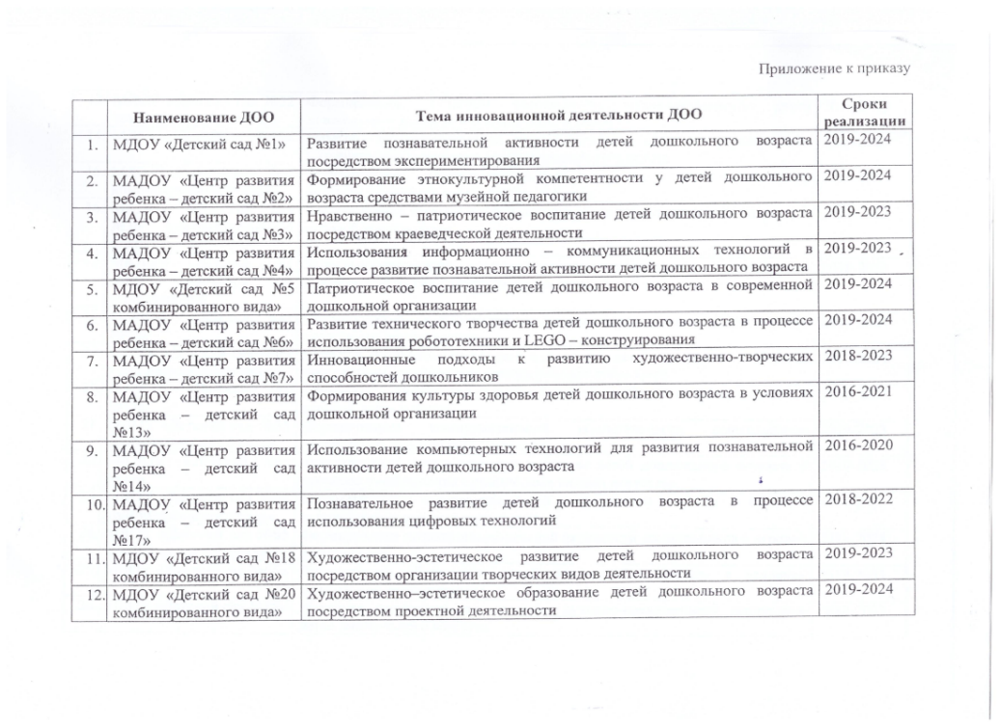 Приложение к приказу
Наименование ДОО Тема инновационной деятельности ДОО Сроки реализации
1. МДОУ «Детский сад №1» Развитие познавательной активности детей дошкольного возраста 2019-2024
посредством экспериментирования
2. МАДОУ «Центр развития Формирование этнокультурной компетентности у детей дошкольного 2019-2024
ребенка – детский сад №2» возраста средствами музейной педагогики
3. МАДОУ «Центр развития Нравственно – патриотическое воспитание детей дошкольного возраста 2019-2023
ребенка – детский сад №3» посредством краеведческой деятельности
4. МАДОУ «Центр развития Использования информационно – коммуникационных технологий в 2019-2023
ребенка – детский сад №4» процессе развитие познавательной активности детей дошкольного возраста
5. МДОУ «Детский сад №5 Патриотическое воспитание детей дошкольного возраста в современной 2019-2024
комбинированного вида» дошкольной организации
6. МАДОУ «Центр развития Развитие технического творчества детей дошкольного возраста в процессе 2019-2024
ребенка – детский сад №6» использования робототехники и LEGO – конструирования
7. МАДОУ «Центр развития Инновационные подходы к развитию художественно-творческих 2018-2023
ребенка – детский сад №7» способностей дошкольников
8. МАДОУ «Центр развития Формирования культуры здоровья детей дошкольного возраста в условиях 2016-2021
ребенка – детский сад дошкольной организации
№13»
9. МАДОУ «Центр развития Использование компьютерных технологий для развития познавательной 2016-2020
ребенка – детский сад активности детей дошкольного возраста
№14»
10. МАДОУ «Центр развития Познавательное развитие детей дошкольного возраста в процессе 2018-2022
ребенка – детский сад использования цифровых технологий
№17»
11. МДОУ «Детский сад №18 Художественно-эстетическое развитие детей дошкольного возраста 2019-2023
комбинированного вида» посредством организации творческих видов деятельности
12. МДОУ «Детский сад №20 Художественно–эстетическое образование детей дошкольного возраста 2019-2024
комбинированного вида» посредством проектной деятельности